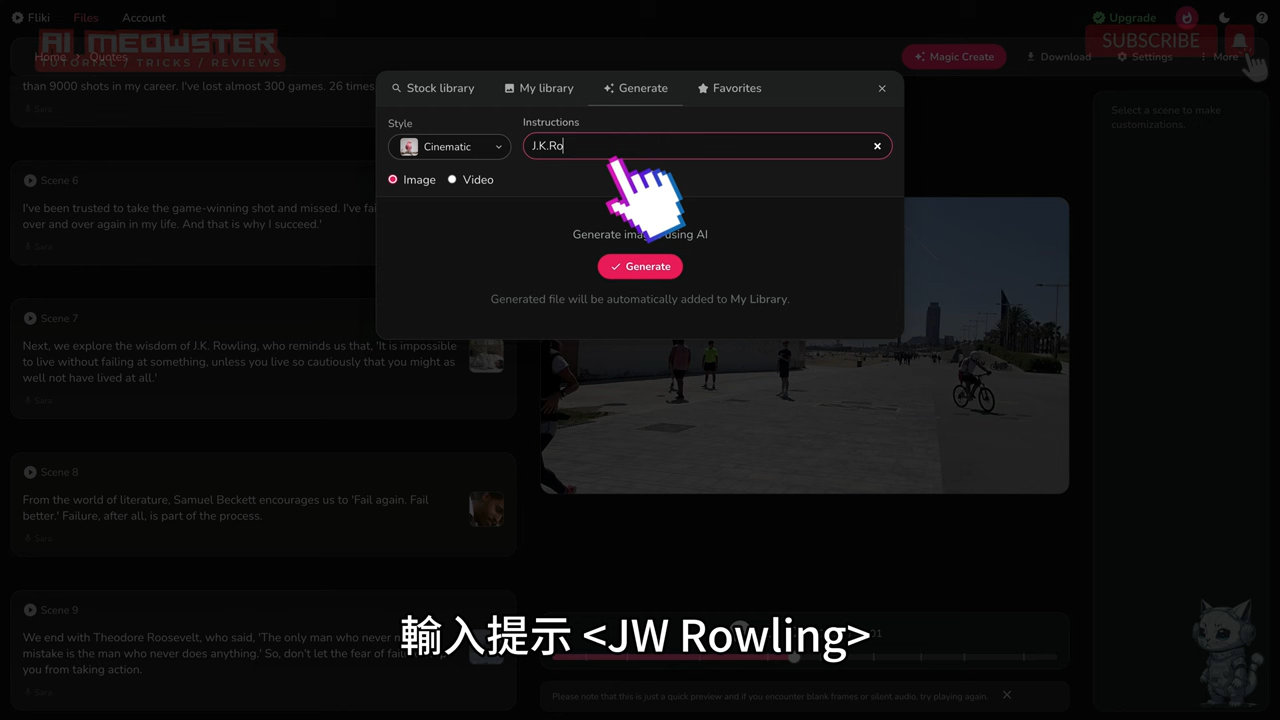 Fliki
Files
Account
Upgrade
AI MEOWSTER
TUTORIAL / TRICKS / REVIEWS
SUBSCRIBE
Home
Quotes
Magic Create
Download
Settings
More
than 9000 shots in my career. I've lost almost 300 games. 26 times
Sara
Stock library
My library
Generate
Favorites
Style
Cinematic
Instructions
J.K.Ro
Image
Video
Generate using AI
Generate
Generated file will be automatically added to My Library.
Select a scene to make
customizations.
Scene 6
I've been trusted to take the game-winning shot and missed. I've
over and over again in my life. And that is why I succeed.'
Sara
Scene 7
Next, we explore the wisdom of J.K. Rowling, who reminds us that, 'It is impossible
to live without failing at something, unless you live so cautiously that you might as
well not have lived at all.'
Sara
Scene 8
From the world of literature, Samuel Beckett encourages us to 'Fail again. Fail
better.' Failure, after all, is part of the process.
Sara
Scene 9
We end with Theodore Roosevelt, who said, 'The only man who never
mistake is the man who never does anything.' So, don't let the fear of
you from taking action.
Sara
輸入提示 <JW Rowling>
Please note that this is just a quick preview and if you encounter blank frames or silent audio, try playing again.